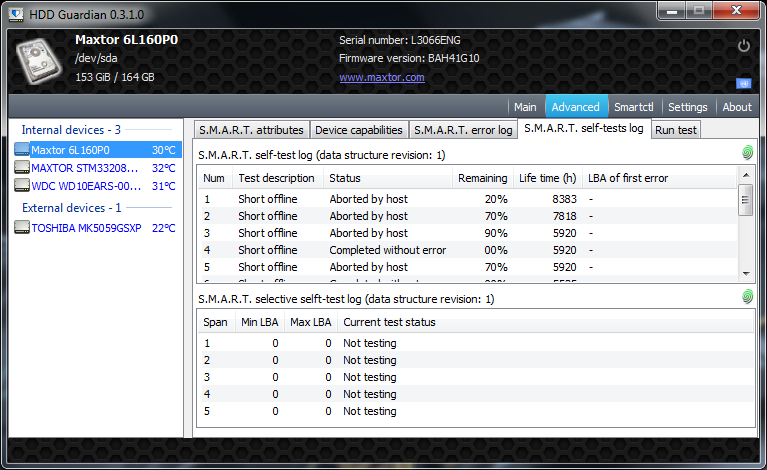 HDD Guardian 0.3.1.0
Maxtor 6L160P0
/dev/sda
153 GiB / 164 GB
Serial number: L3066ENG
Firmware version: BAH41G10
www.maxtor.com
Main Advanced Smartctl Settings About
Internal devices - 3
Maxtor 6L160P0 30°C
MAXTOR STM33208... 32°C
WDC WD10EARS-00... 31°C
External devices - 1
TOSHIBA MK5059GSXP 22°C
S.M.A.R.T. attributes Device capabilities S.M.A.R.T. error log S.M.A.R.T. self-tests log Run test
S.M.A.R.T. self-test log (data structure revision: 1)
Num Test description Status Remaining Life time (h) LBA of first error
1 Short offline Aborted by host 20% 8383 -
2 Short offline Aborted by host 70% 7818 -
3 Short offline Aborted by host 90% 5920 -
4 Short offline Completed without error 00% 5920 -
5 Short offline Aborted by host 70% 5920 -
S.M.A.R.T. selective selft-test log (data structure revision: 1)
Span Min LBA Max LBA Current test status
1 0 0 Not testing
2 0 0 Not testing
3 0 0 Not testing
4 0 0 Not testing
5 0 0 Not testing